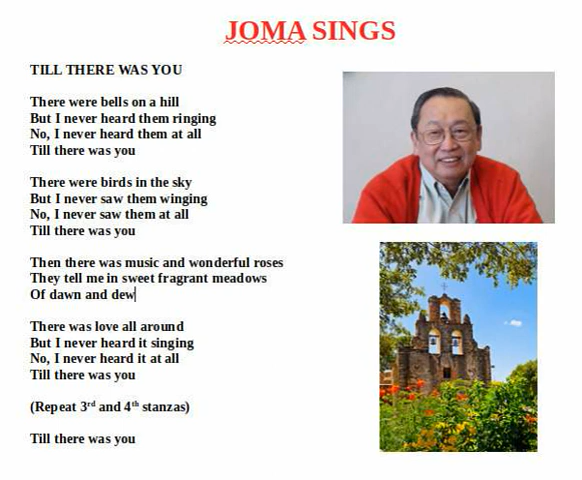 JOMA SINGS
TILL THERE WAS YOU
There were bells on a hill
But I never heard them ringing
No, I never heard them at all
Till there was you
There were birds in the sky
But I never saw them winging
No, I never saw them at all
Till there was you
Then there was music and wonderful roses
They tell me in sweet fragrant meadows
Of dawn and dew
There was love all around
But I never heard it singing
No, I never heard it at all
Till there was you
(Repeat 3rd and 4th stanzas)
Till there was you